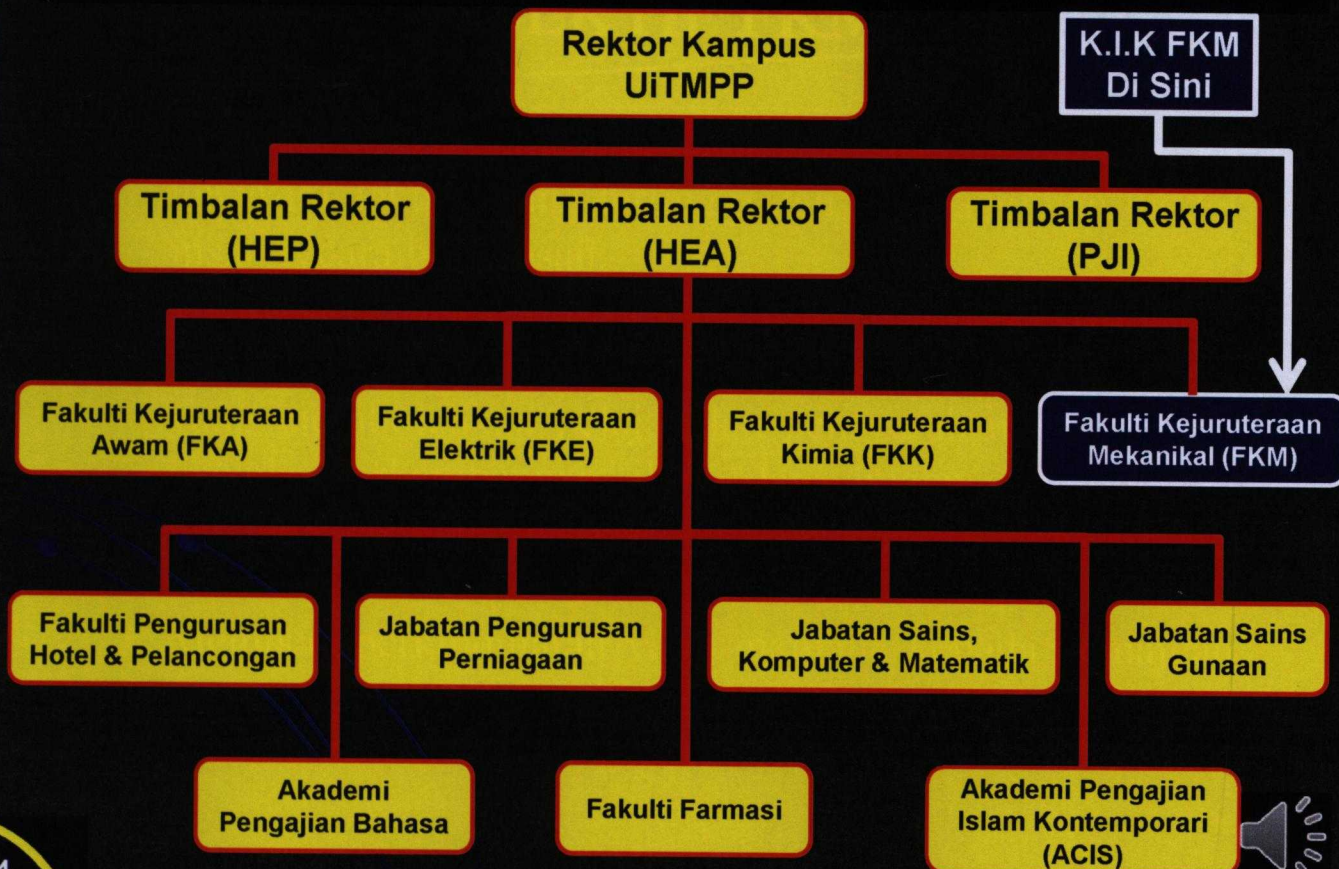 Rektor Kampus
UiTMPP
K.I.K FKM
Di Sini
Timbalan Rektor
(HEP)
Timbalan Rektor
(HEA)
Timbalan Rektor
(PJI)
Fakulti Kejuruteraan
Awam (FKA)
Fakulti Kejuruteraan
Elektrik (FKE)
Fakulti Kejuruteraan
Kimia (FKK)
Fakulti Kejuruteraan
Mekanikal (FKM)
Fakulti Pengurusan
Hotel & Pelancongan
Jabatan Pengurusan
Perniagaan
Jabatan Sains,
Komputer & Matematik
Jabatan Sains
Gunaan
Akademi
Pengajian Bahasa
Fakulti Farmasi
Akademi Pengajian
Islam Kontemporari
(ACIS)